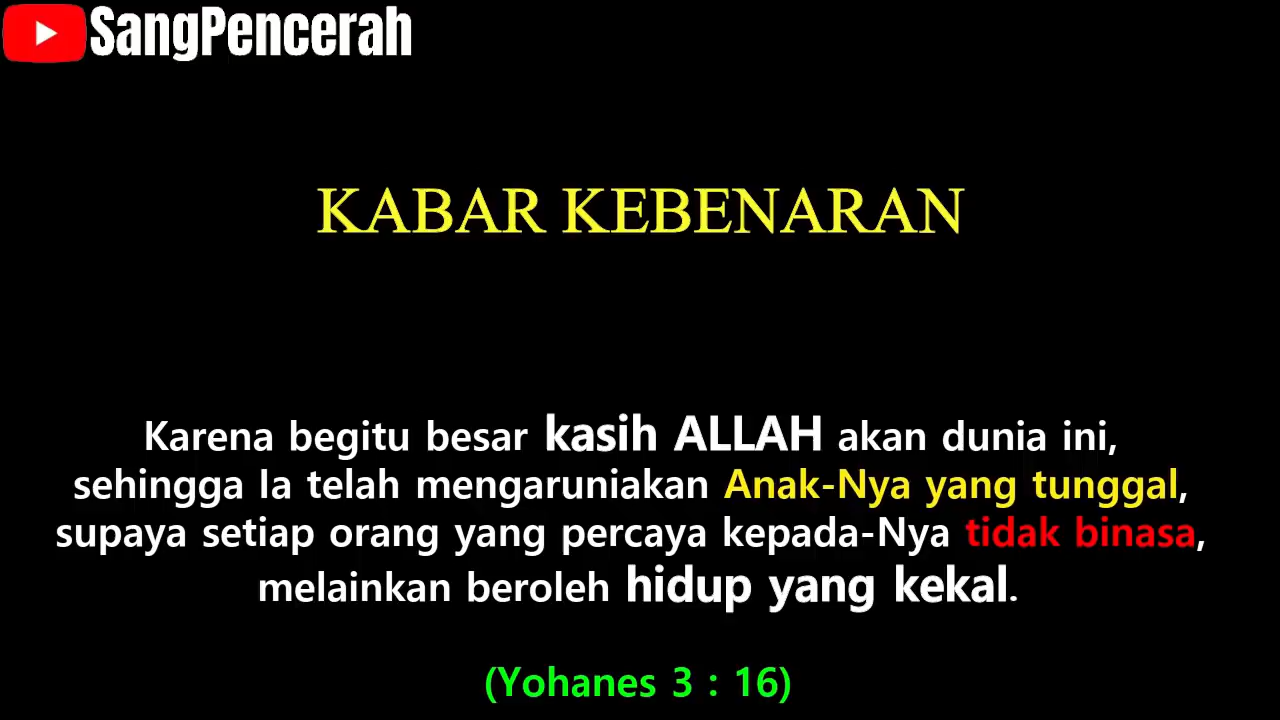 SangPencerah
KABAR KEBENARAN
Karena begitu besar kasih ALLAH akan dunia ini,
sehingga Ia telah mengaruniakan Anak-Nya yang tunggal,
supaya setiap orang yang percaya kepada-Nya tidak binasa,
melainkan beroleh hidup yang kekal.
(Yohanes 3 : 16)